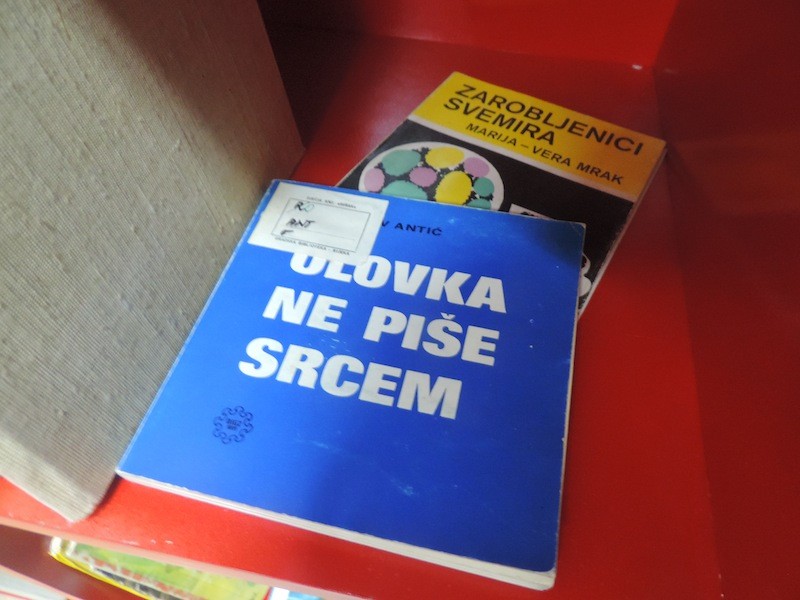 ZAROBLJENICI
SVEMIRA
MARIJA-VERA MRAK
V ANTIĆ
OLOVKA
NE PIŠE
SRCEM